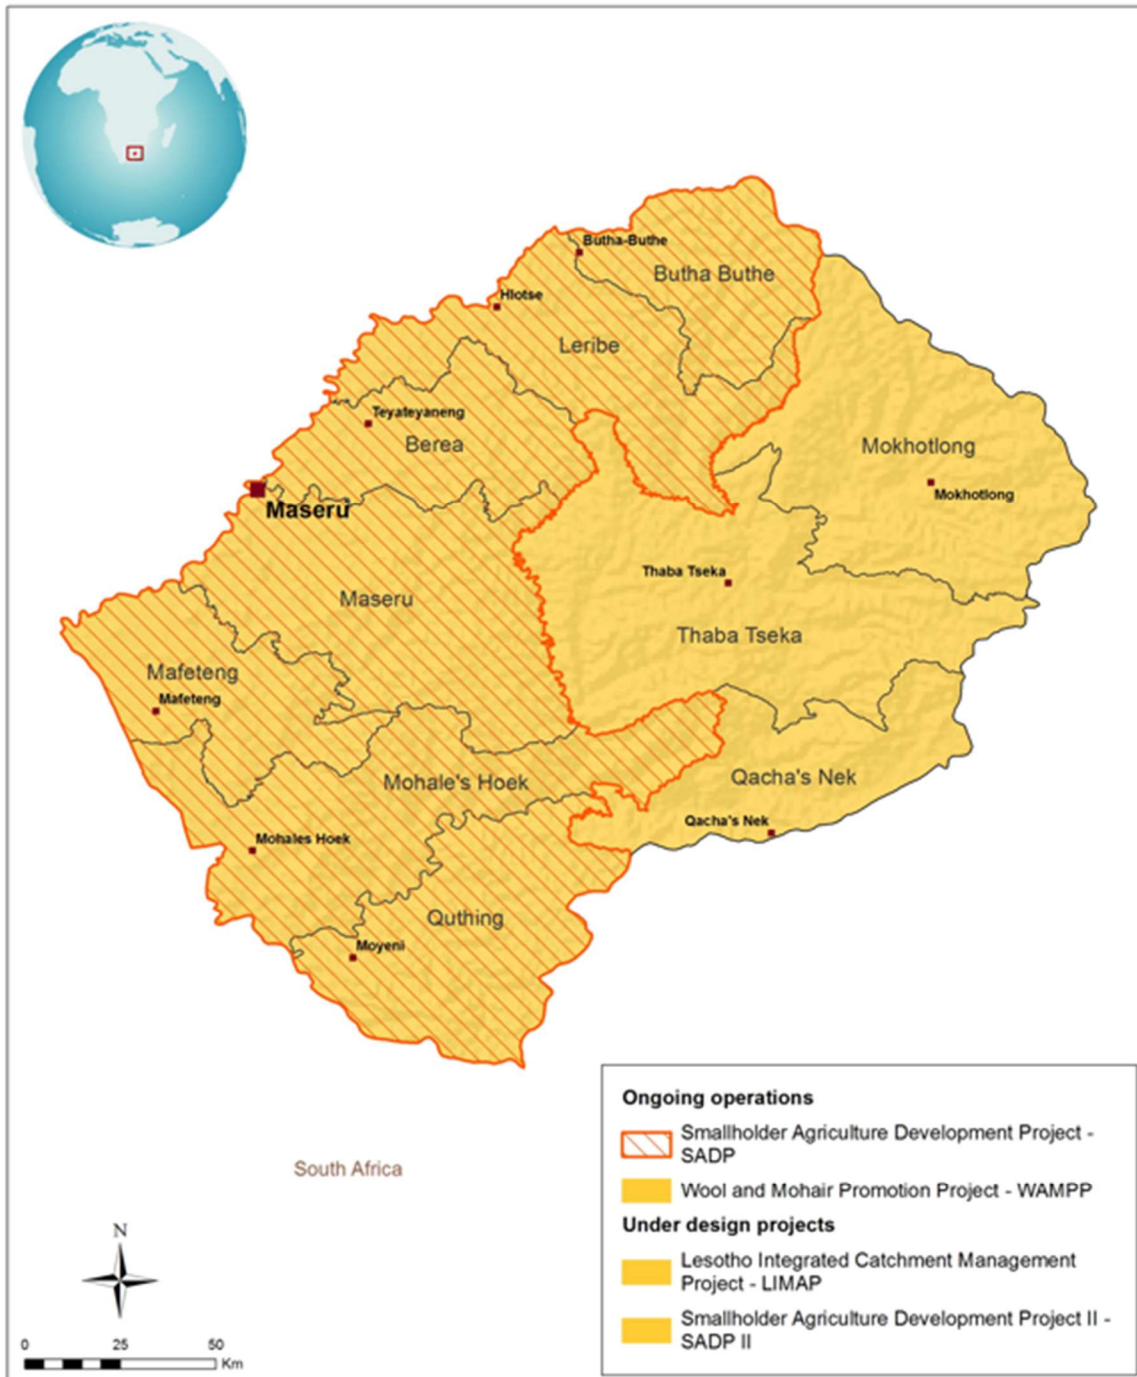 Butha-Buthe
Butha Buthe
Hlotse
Leribe
Teyateyaneng
Berea
Mokhotlong
Mokhotlong
Maseru
Thaba Tseka
Maseru
Thaba Tseka
Mafeteng
Mafeteng
Mohale's Hoek
Qacha's Nek
Qacha's Nek
Mohales Hoek
Quthing
Moyeni
South Africa
N
0 25 50
Km
Ongoing operations
Smallholder Agriculture Development Project -
SADP
Wool and Mohair Promotion Project - WAMPP
Under design projects
Lesotho Integrated Catchment Management
Project - LIMAP
Smallholder Agriculture Development Project II -
SADP II